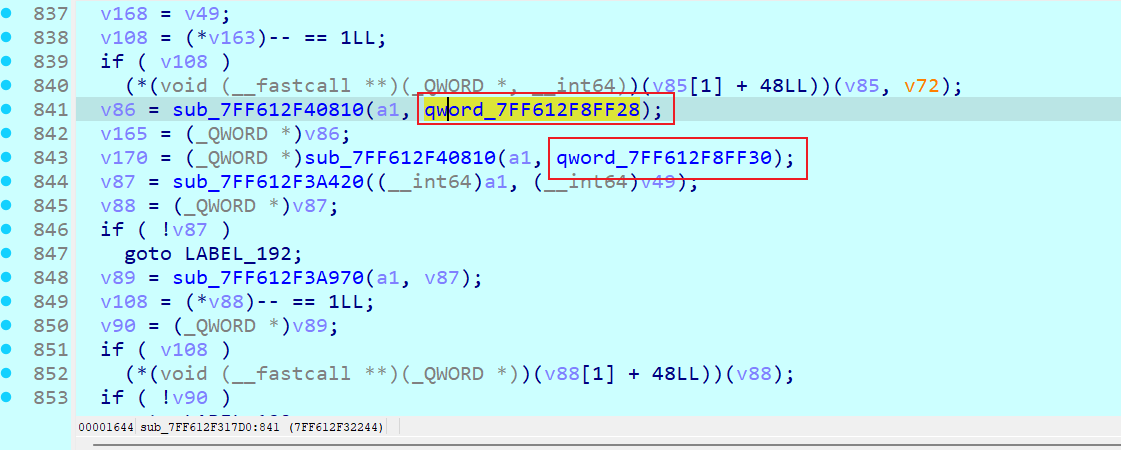 837 v168 = v49;
838 v108 = (*v163)-- == 1LL;
839 if ( v108 )
840 (*(void (__fastcall **)(_QWORD *, __int64))(v85[1] + 48LL))(v85, v72);
841 v86 = sub_7FF612F40810(a1, qword_7FF612F8FF28);
842 v165 = (_QWORD *)v86;
843 v170 = (_QWORD *)sub_7FF612F40810(a1, qword_7FF612F8FF30);
844 v87 = sub_7FF612F3A420((__int64)a1, (__int64)v49);
845 v88 = (_QWORD *)v87;
846 if ( !v87 )
847 goto LABEL_192;
848 v89 = sub_7FF612F3A970(a1, v87);
849 v108 = (*v88)-- == 1LL;
850 v90 = (_QWORD *)v89;
851 if ( v108 )
852 (*(void (__fastcall **)(_QWORD *))(v88[1] + 48LL))(v88);
853 if ( !v90 )
00001644 sub_7FF612F317D0:841 (7FF612F32244)